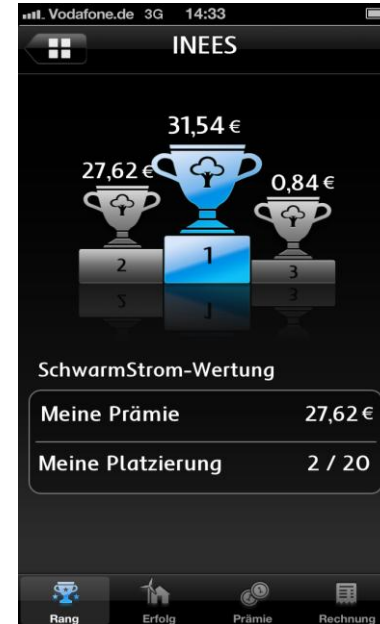 Vodafone.de 3G 14:33
INEES
31,54 €
27,62 €
0,84 €
2
1
3
SchwarmStrom-Wertung
Meine Prämie 27,62 €
Meine Platzierung 2 / 20
Rang Erfolg Prämie Rechnung